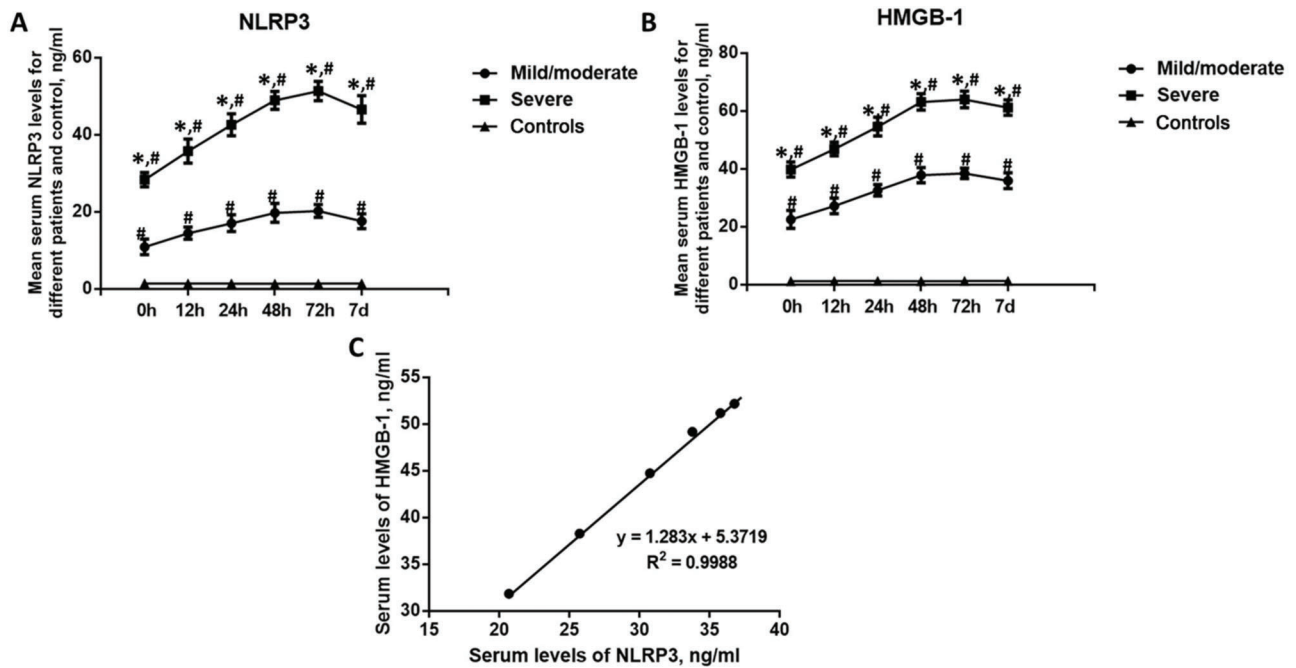 A
NLRP3
Mean serum NLRP3 levels for
different patients and control, ng/ml
60
40
20
0
*,#
*,#
*,#
*,#
*,#
*,#
#
#
#
#
#
#
0h 12h 24h 48h 72h 7d
Mild/moderate
Severe
Controls
B
HMGB-1
Mean serum HMGB-1 levels for
different patients and control, ng/ml
80
60
40
20
0
*,#
*,#
*,#
*,#
*,#
*,#
#
#
#
#
#
#
0h 12h 24h 48h 72h 7d
Mild/moderate
Severe
Controls
C
Serum levels of HMGB-1, ng/ml
55
50
45
40
35
30
y = 1.283x + 5.3719
R² = 0.9988
15 20 25 30 35 40
Serum levels of NLRP3, ng/ml